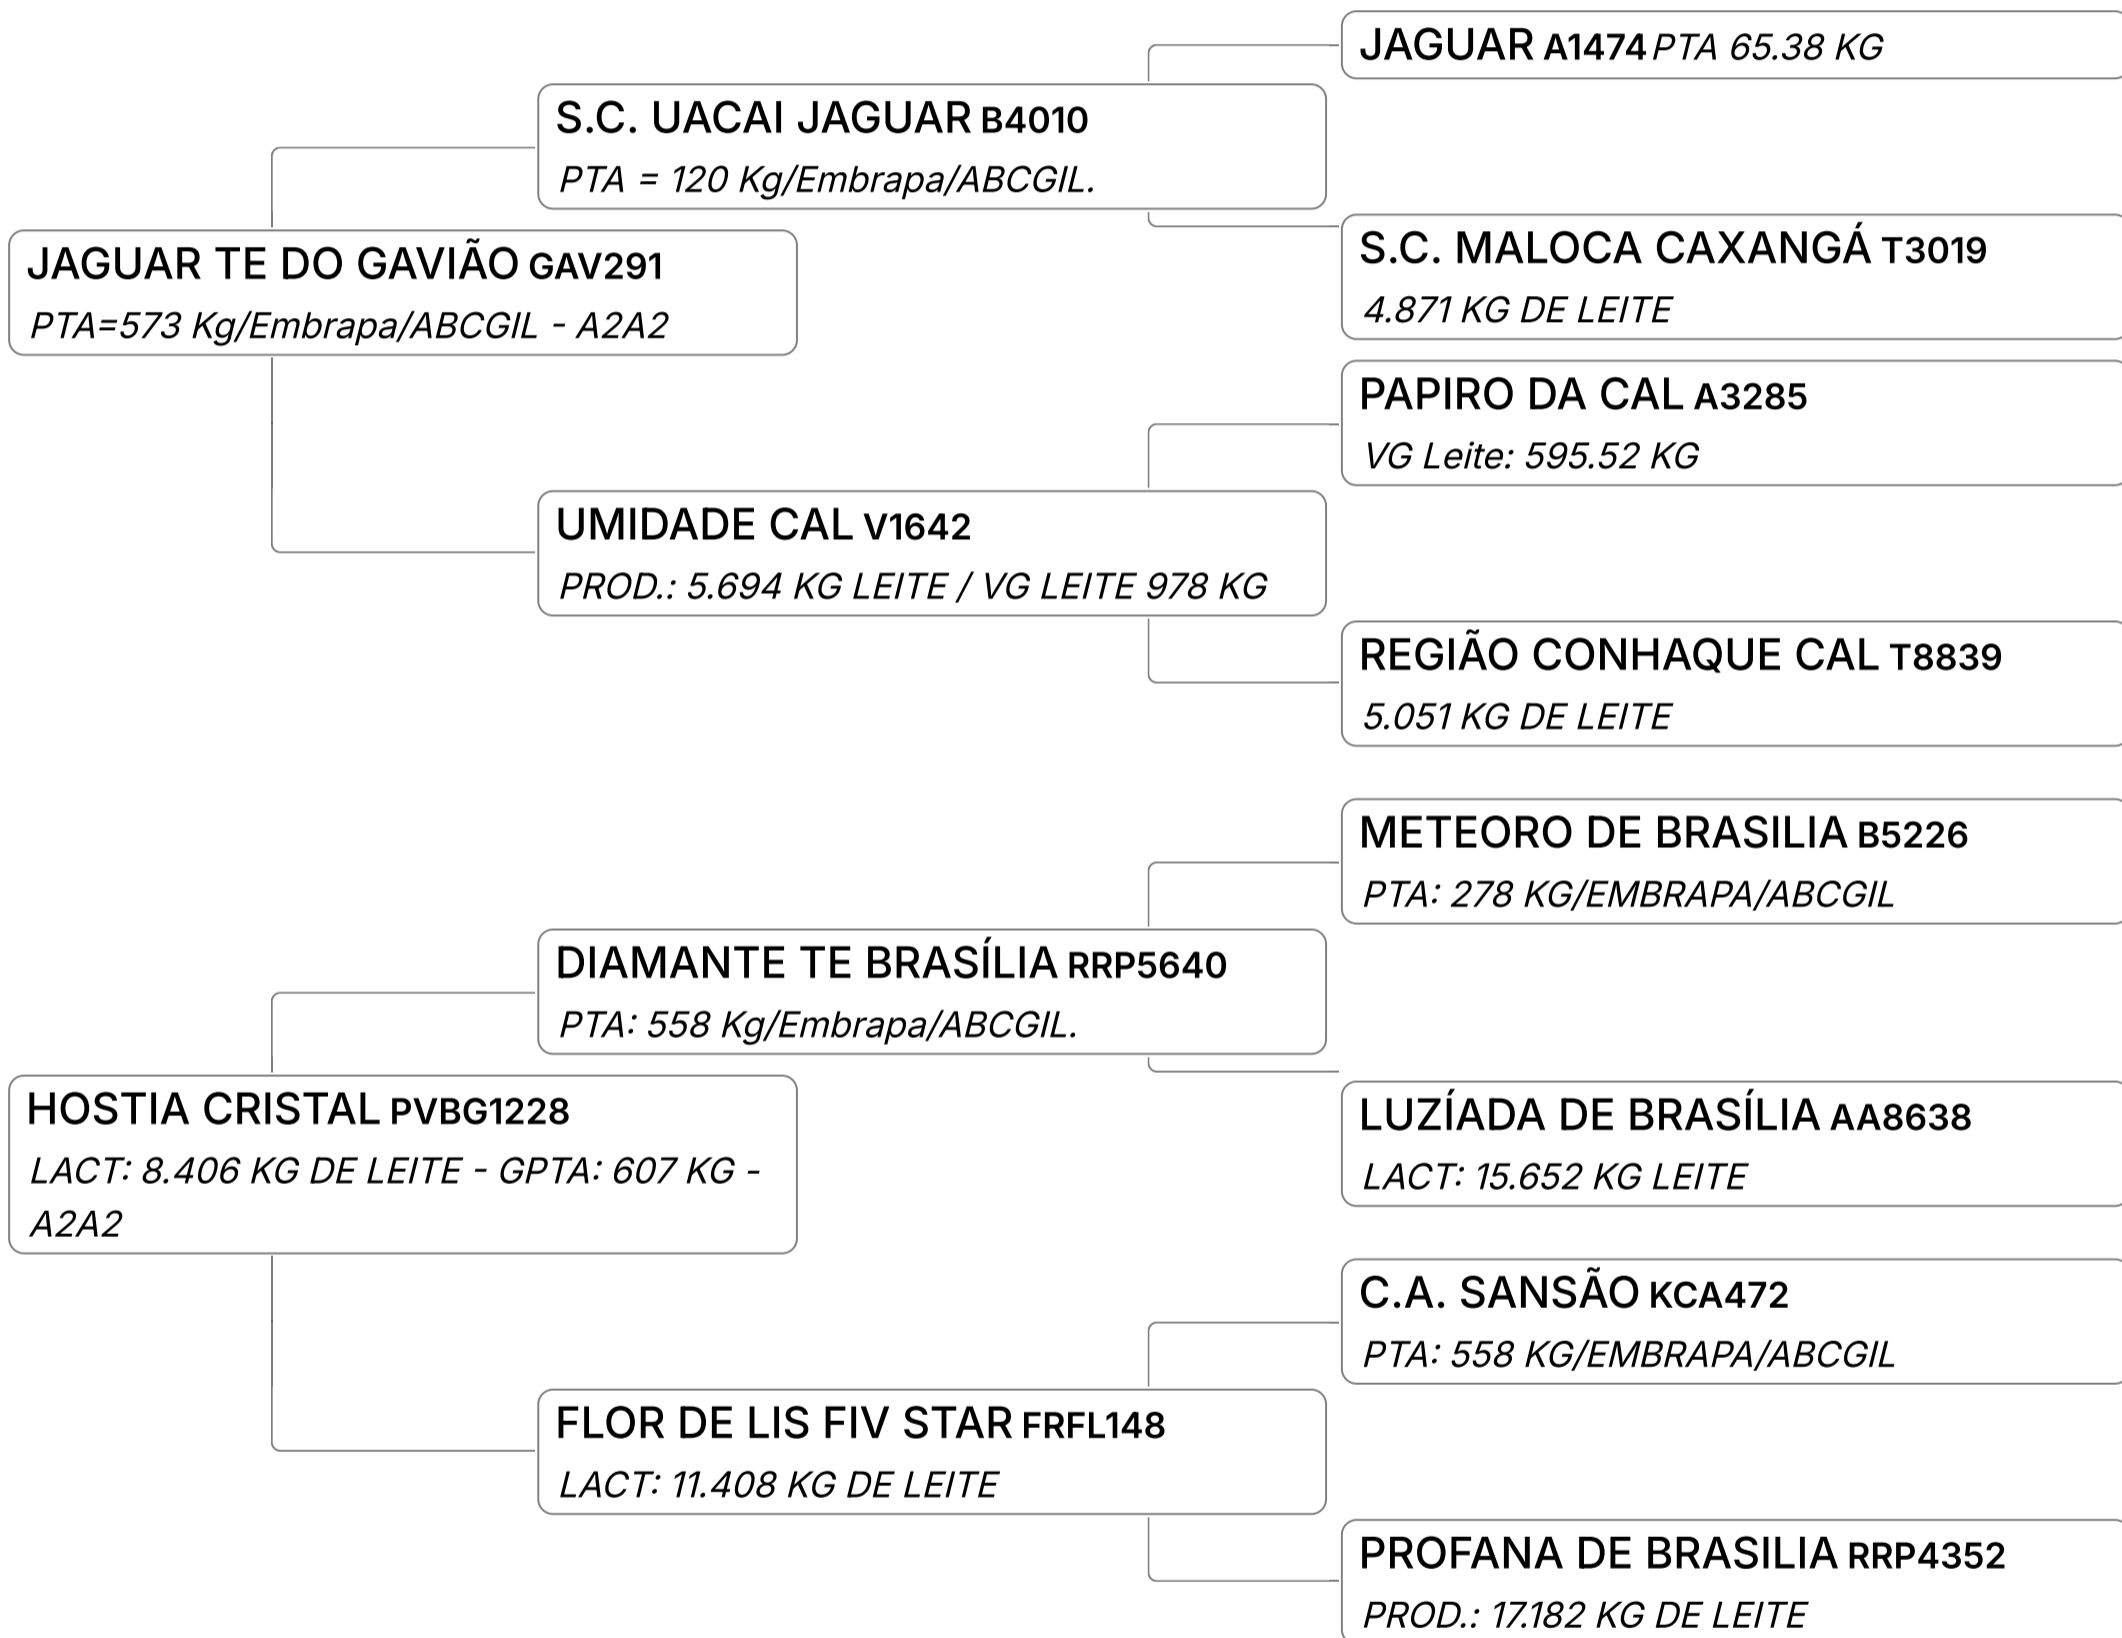 JAGUAR A1474 PTA 65.38 KG
S.C. UACAI JAGUAR B4010
PTA = 120 Kg/Embrapa/ABCGIL.
S.C. MALOCA CAXANGÁ T3019
4.871 KG DE LEITE
JAGUAR TE DO GAVIÃO GAV291
PTA=573 Kg/Embrapa/ABCGIL - A2A2
PAPIRO DA CAL A3285
VG Leite: 595.52 KG
UMIDADE CAL V1642
PROD.: 5.694 KG LEITE / VG LEITE 978 KG
REGIÃO CONHAQUE CAL T8839
5.051 KG DE LEITE
METEORO DE BRASILIA B5226
PTA: 278 KG/EMBRAPA/ABCGIL
DIAMANTE TE BRASÍLIA RRP5640
PTA: 558 Kg/Embrapa/ABCGIL.
LUZÍADA DE BRASÍLIA AA8638
LACT: 15.652 KG LEITE
HOSTIA CRISTAL PVBG1228
LACT: 8.406 KG DE LEITE - GPTA: 607 KG -
A2A2
C.A. SANSÃO KCA472
PTA: 558 KG/EMBRAPA/ABCGIL
FLOR DE LIS FIV STAR FRFL148
LACT: 11.408 KG DE LEITE
PROFANA DE BRASILIA RRP4352
PROD.: 17.182 KG DE LEITE